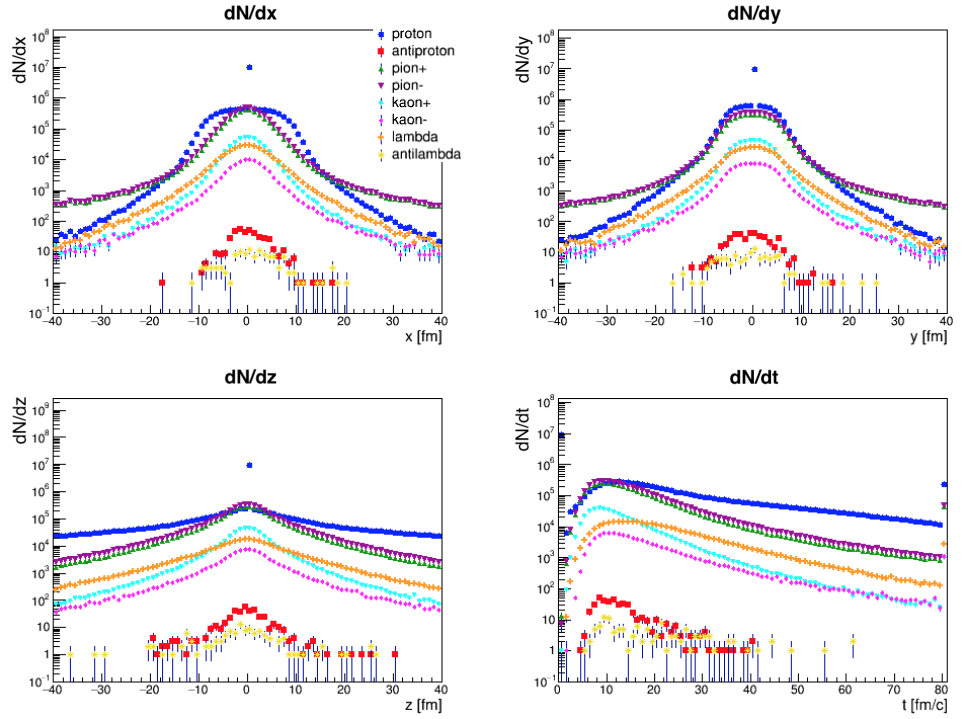 dN/dx
dN/dx
10⁷
10⁶
10⁵
10⁴
10³
10²
10
1
10⁻¹
−40 −30 −20 −10 0 10 20 30 40
x [fm]
proton
antiproton
pion+
pion-
kaon+
kaon-
lambda
antilambda
dN/dy
dN/dy
10⁷
10⁶
10⁵
10⁴
10³
10²
10
1
10⁻¹
−40 −30 −20 −10 0 10 20 30 40
y [fm]
dN/dz
dN/dz
10⁹
10⁸
10⁷
10⁶
10⁵
10⁴
10³
10²
10
1
10⁻¹
−40 −30 −20 −10 0 10 20 30 40
z [fm]
dN/dt
dN/dt
10⁸
10⁷
10⁶
10⁵
10⁴
10³
10²
10
1
10⁻¹
0 10 20 30 40 50 60 70 80
t [fm/c]